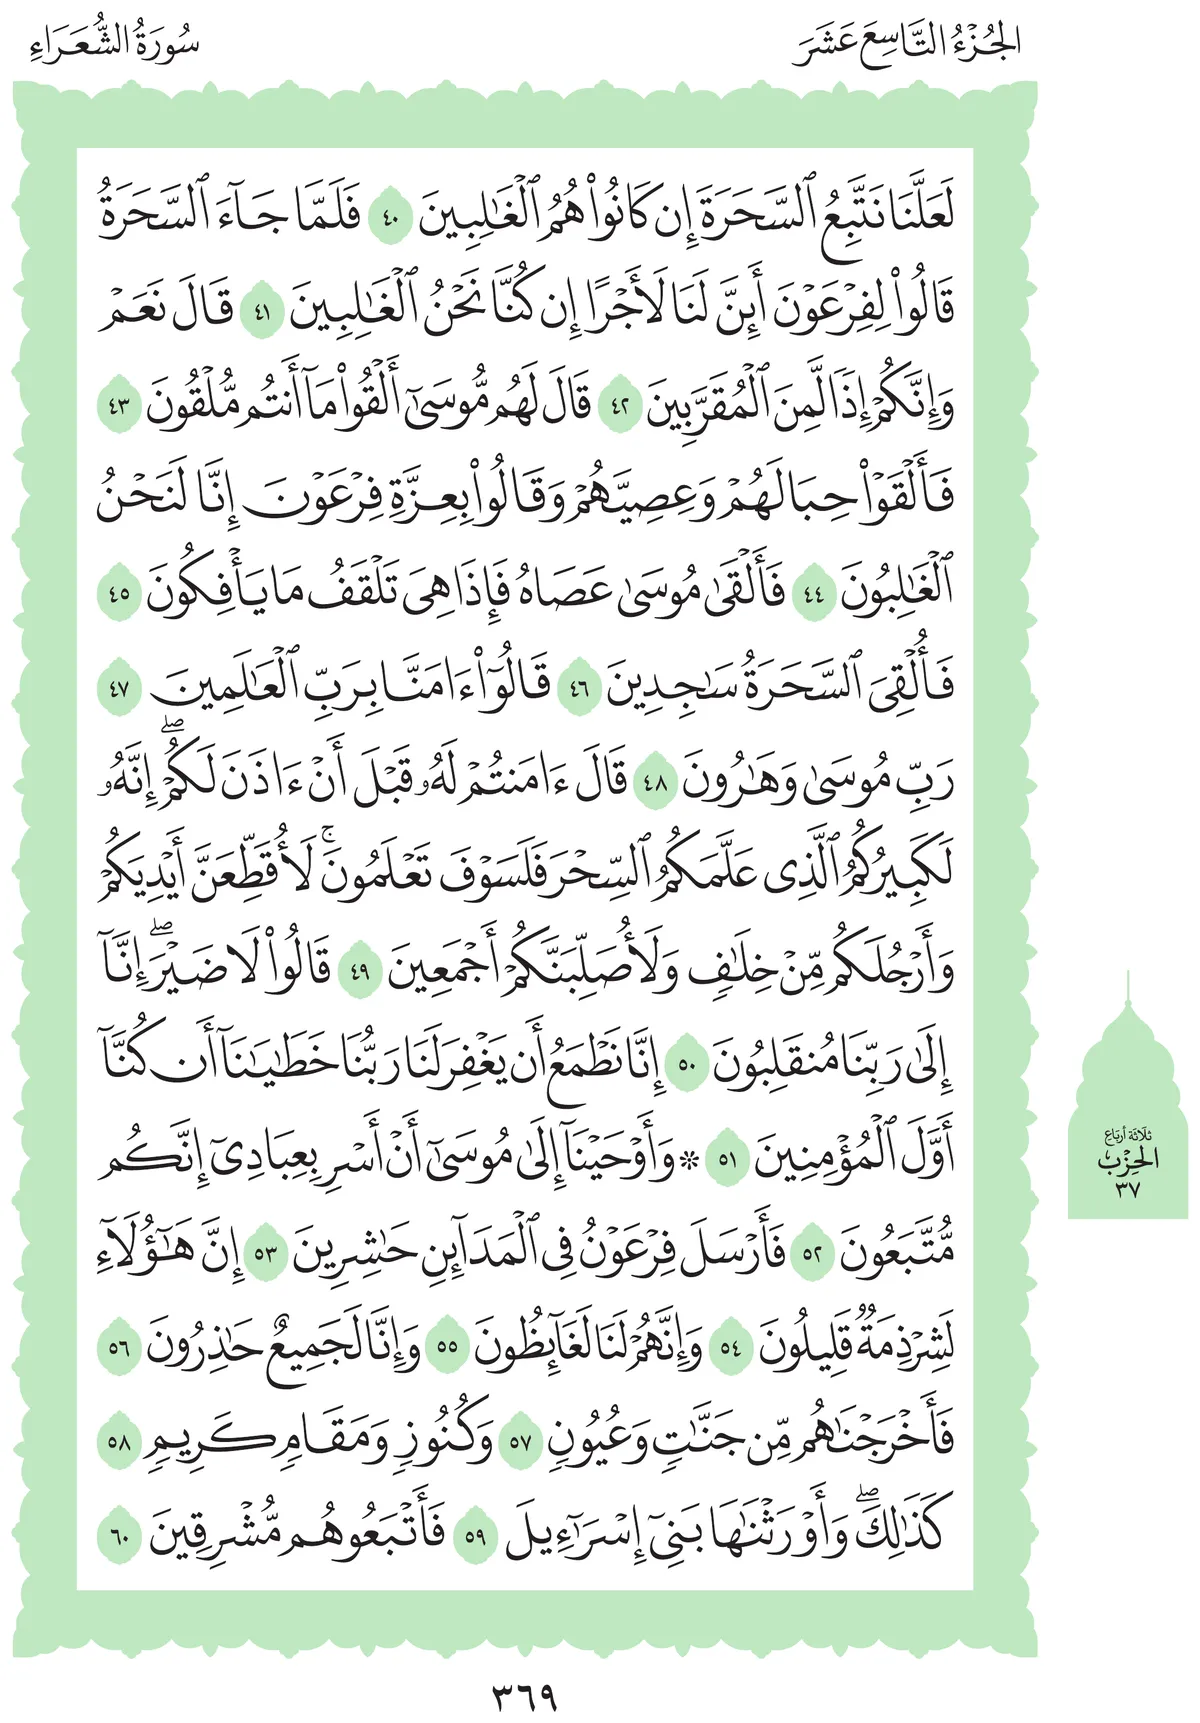 الجُزْءُ التَّاسِعَ عَشَرَ
سُورَةُ الشُّعَرَاءِ
لَعَلَّنَا نَتَّبِعُ ٱلسَّحَرَةَ إِن كَانُوا۟ هُمُ ٱلْغَـٰلِبِينَ ٤٠ فَلَمَّا جَآءَ ٱلسَّحَرَةُ
قَالُوا۟ لِفِرْعَوْنَ أَئِنَّ لَنَا لَأَجْرًا إِن كُنَّا نَحْنُ ٱلْغَـٰلِبِينَ ٤١ قَالَ نَعَمْ
وَإِنَّكُمْ إِذًا لَّمِنَ ٱلْمُقَرَّبِينَ ٤٢ قَالَ لَهُم مُّوسَىٰٓ أَلْقُوا۟ مَآ أَنتُم مُّلْقُونَ ٤٣
فَأَلْقَوْا۟ حِبَالَهُمْ وَعِصِيَّهُمْ وَقَالُوا۟ بِعِزَّةِ فِرْعَوْنَ إِنَّا لَنَحْنُ
ٱلْغَـٰلِبُونَ ٤٤ فَأَلْقَىٰ مُوسَىٰ عَصَاهُ فَإِذَا هِىَ تَلْقَفُ مَا يَأْفِكُونَ ٤٥
فَأُلْقِىَ ٱلسَّحَرَةُ سَـٰجِدِينَ ٤٦ قَالُوٓا۟ ءَامَنَّا بِرَبِّ ٱلْعَـٰلَمِينَ ٤٧
رَبِّ مُوسَىٰ وَهَـٰرُونَ ٤٨ قَالَ ءَامَنتُمْ لَهُۥ قَبْلَ أَنْ ءَاذَنَ لَكُمْ ۖ إِنَّهُۥ
لَكَبِيرُكُمُ ٱلَّذِى عَلَّمَكُمُ ٱلسِّحْرَ فَلَسَوْفَ تَعْلَمُونَ ۚ لَأُقَطِّعَنَّ أَيْدِيَكُمْ
وَأَرْجُلَكُم مِّنْ خِلَـٰفٍ وَلَأُصَلِّبَنَّكُمْ أَجْمَعِينَ ٤٩ قَالُوا۟ لَا ضَيْرَ ۖ إِنَّآ
إِلَىٰ رَبِّنَا مُنقَلِبُونَ ٥٠ إِنَّا نَطْمَعُ أَن يَغْفِرَ لَنَا رَبُّنَا خَطَـٰيَـٰنَآ أَن كُنَّآ
أَوَّلَ ٱلْمُؤْمِنِينَ ٥١ * وَأَوْحَيْنَآ إِلَىٰ مُوسَىٰٓ أَنْ أَسْرِ بِعِبَادِىٓ إِنَّكُم
مُّتَّبَعُونَ ٥٢ فَأَرْسَلَ فِرْعَوْنُ فِى ٱلْمَدَآئِنِ حَـٰشِرِينَ ٥٣ إِنَّ هَـٰٓؤُلَآءِ
لَشِرْذِمَةٌ قَلِيلُونَ ٥٤ وَإِنَّهُمْ لَنَا لَغَآئِظُونَ ٥٥ وَإِنَّا لَجَمِيعٌ حَـٰذِرُونَ ٥٦
فَأَخْرَجْنَـٰهُم مِّن جَنَّـٰتٍ وَعُيُونٍ ٥٧ وَكُنُوزٍ وَمَقَامٍ كَرِيمٍ ٥٨
كَذَٰلِكَ ۖ وَأَوْرَثْنَـٰهَا بَنِىٓ إِسْرَـٰٓءِيلَ ٥٩ فَأَتْبَعُوهُم مُّشْرِقِينَ ٦٠
ثلاثة أرباع
الحِزْب
٣٧
٣٦٩